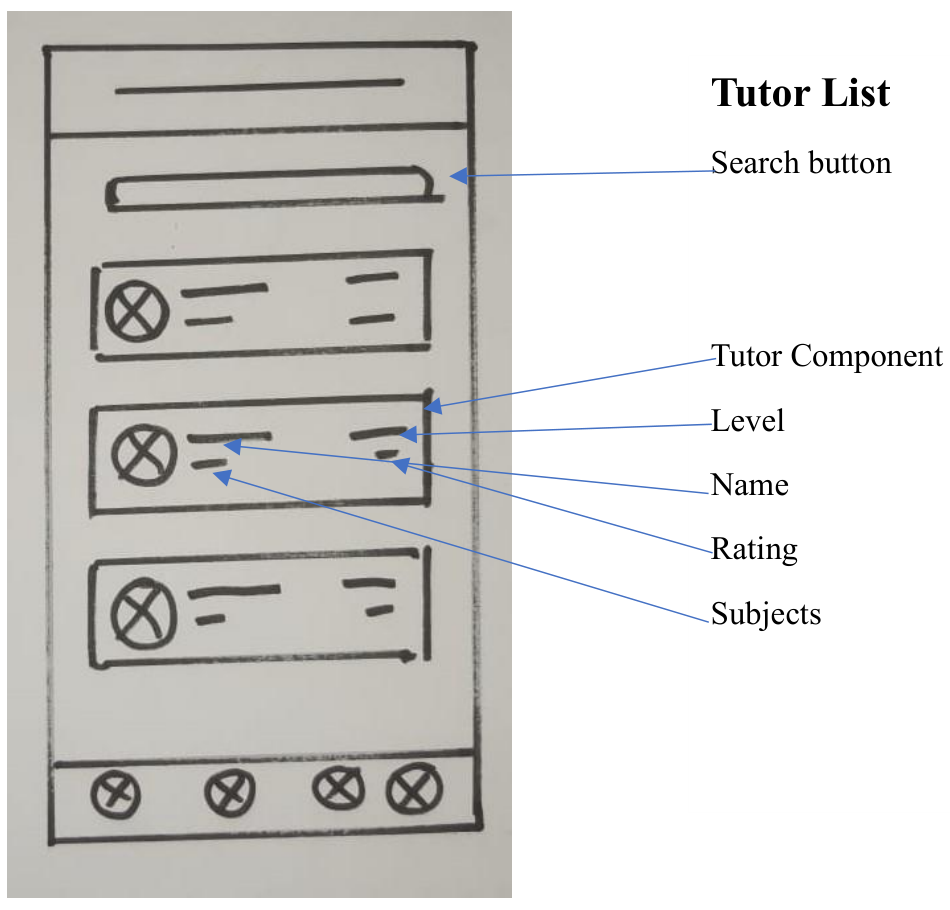 Tutor List
Search button
Tutor Component
Level
Name
Rating
Subjects